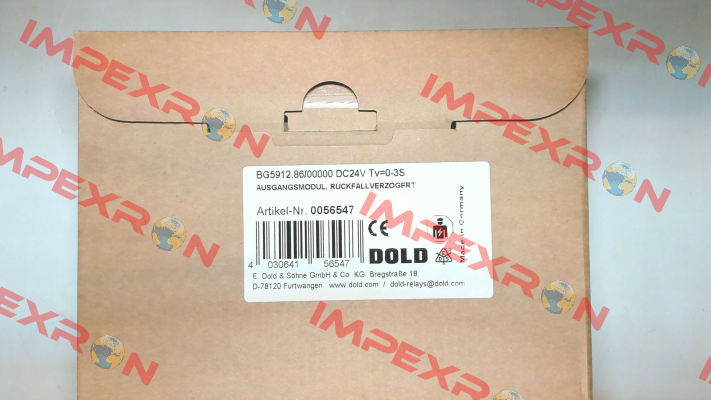 IMPEXRON
IMPEXRON
IMPEXRON
BG5912.86/00000 DC24V Tv=0-3S
AUSGANGSMODUL, RÜCKFALLVERZÖGERT
Artikel-Nr. 0056547
CE
DOLD
Made in Germany
4 030641 56547
E. Dold & Söhne GmbH & Co. KG. Bregstraße 18,
D-78120 Furtwangen www.dold.com / dold-relays@dold.com
IMPEXRON
IMPEXRON
IMPEXRON
IMPEXRON